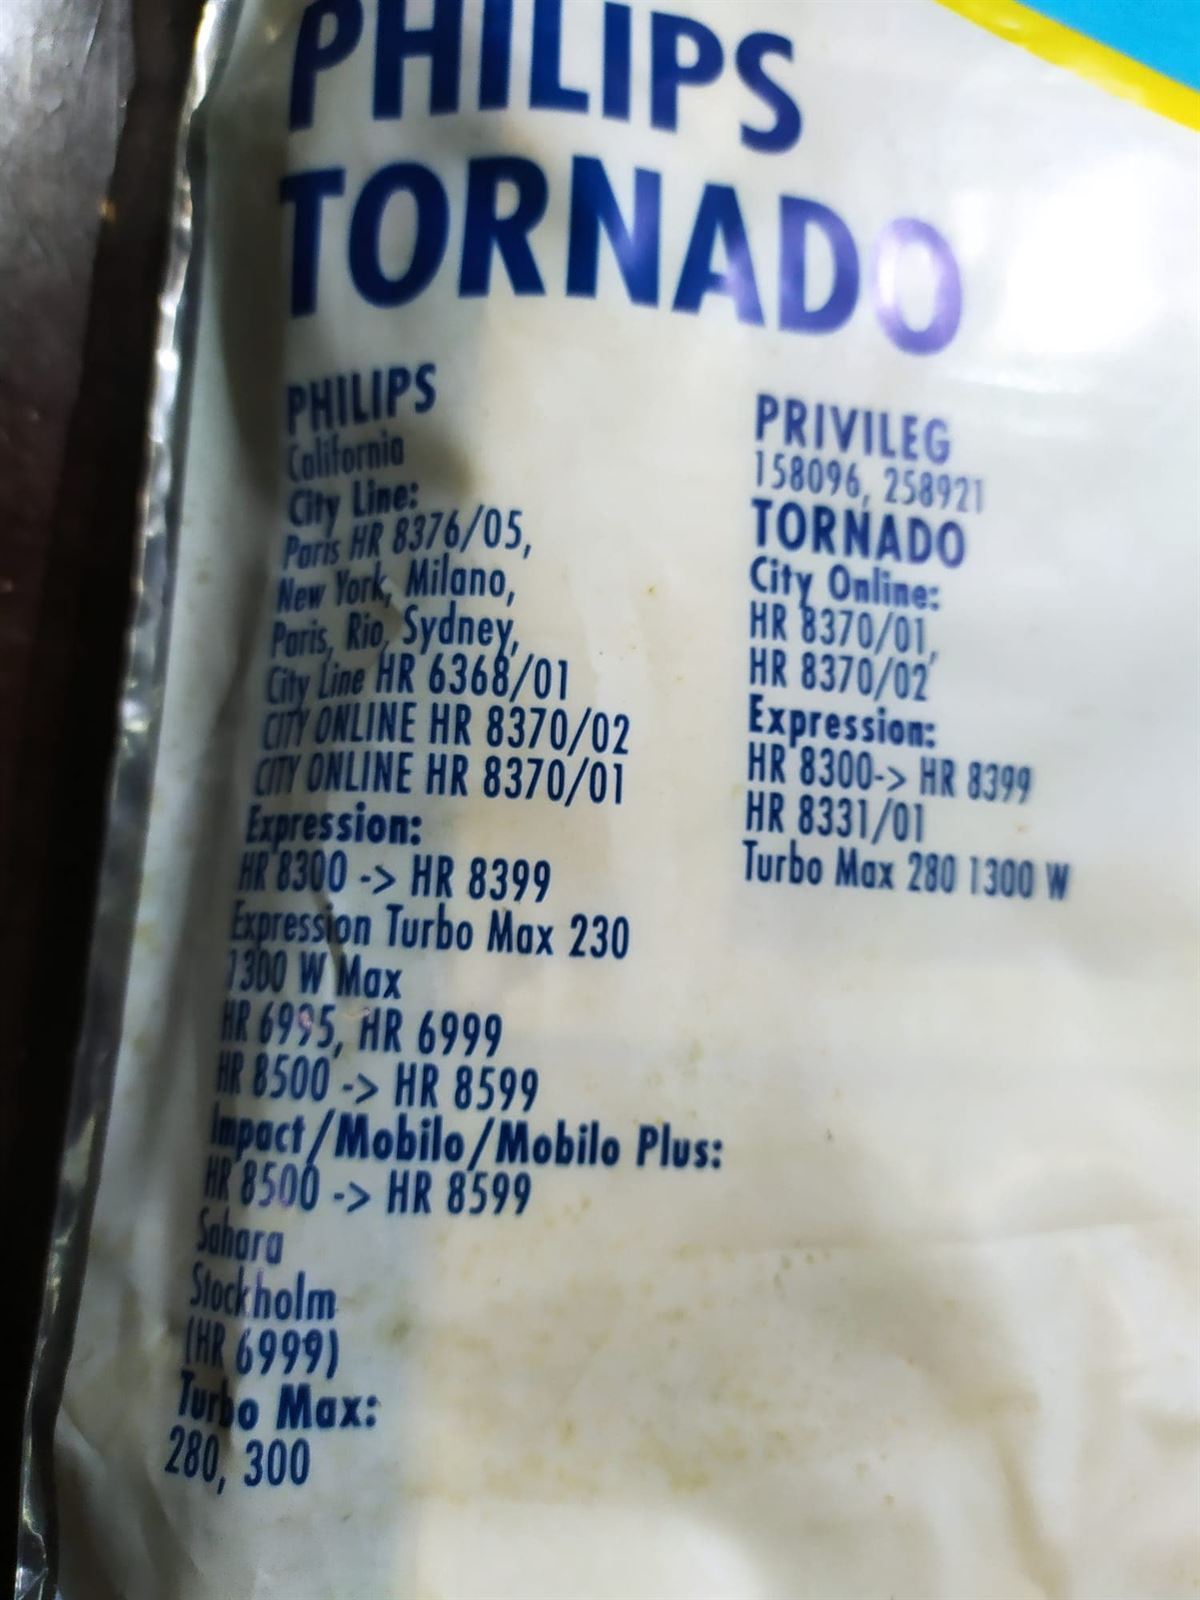 PHILIPS
TORNADO
PHILIPS
California
City Line:
Paris HR 8376/05,
New York, Milano,
Paris, Rio, Sydney,
City Line HR 6368/01
CITY ONLINE HR 8370/02
CITY ONLINE HR 8370/01
Expression:
HR 8300 -> HR 8399
Expression Turbo Max 230
1300 W Max
HR 6995, HR 6999
HR 8500 -> HR 8599
Impact/Mobilo/Mobilo Plus:
HR 8500 -> HR 8599
Sahara
Stockholm
(HR 6999)
Turbo Max:
280, 300
PRIVILEG
158096, 258921
TORNADO
City Online:
HR 8370/01,
HR 8370/02
Expression:
HR 8300-> HR 8399
HR 8331/01
Turbo Max 280 1300 W